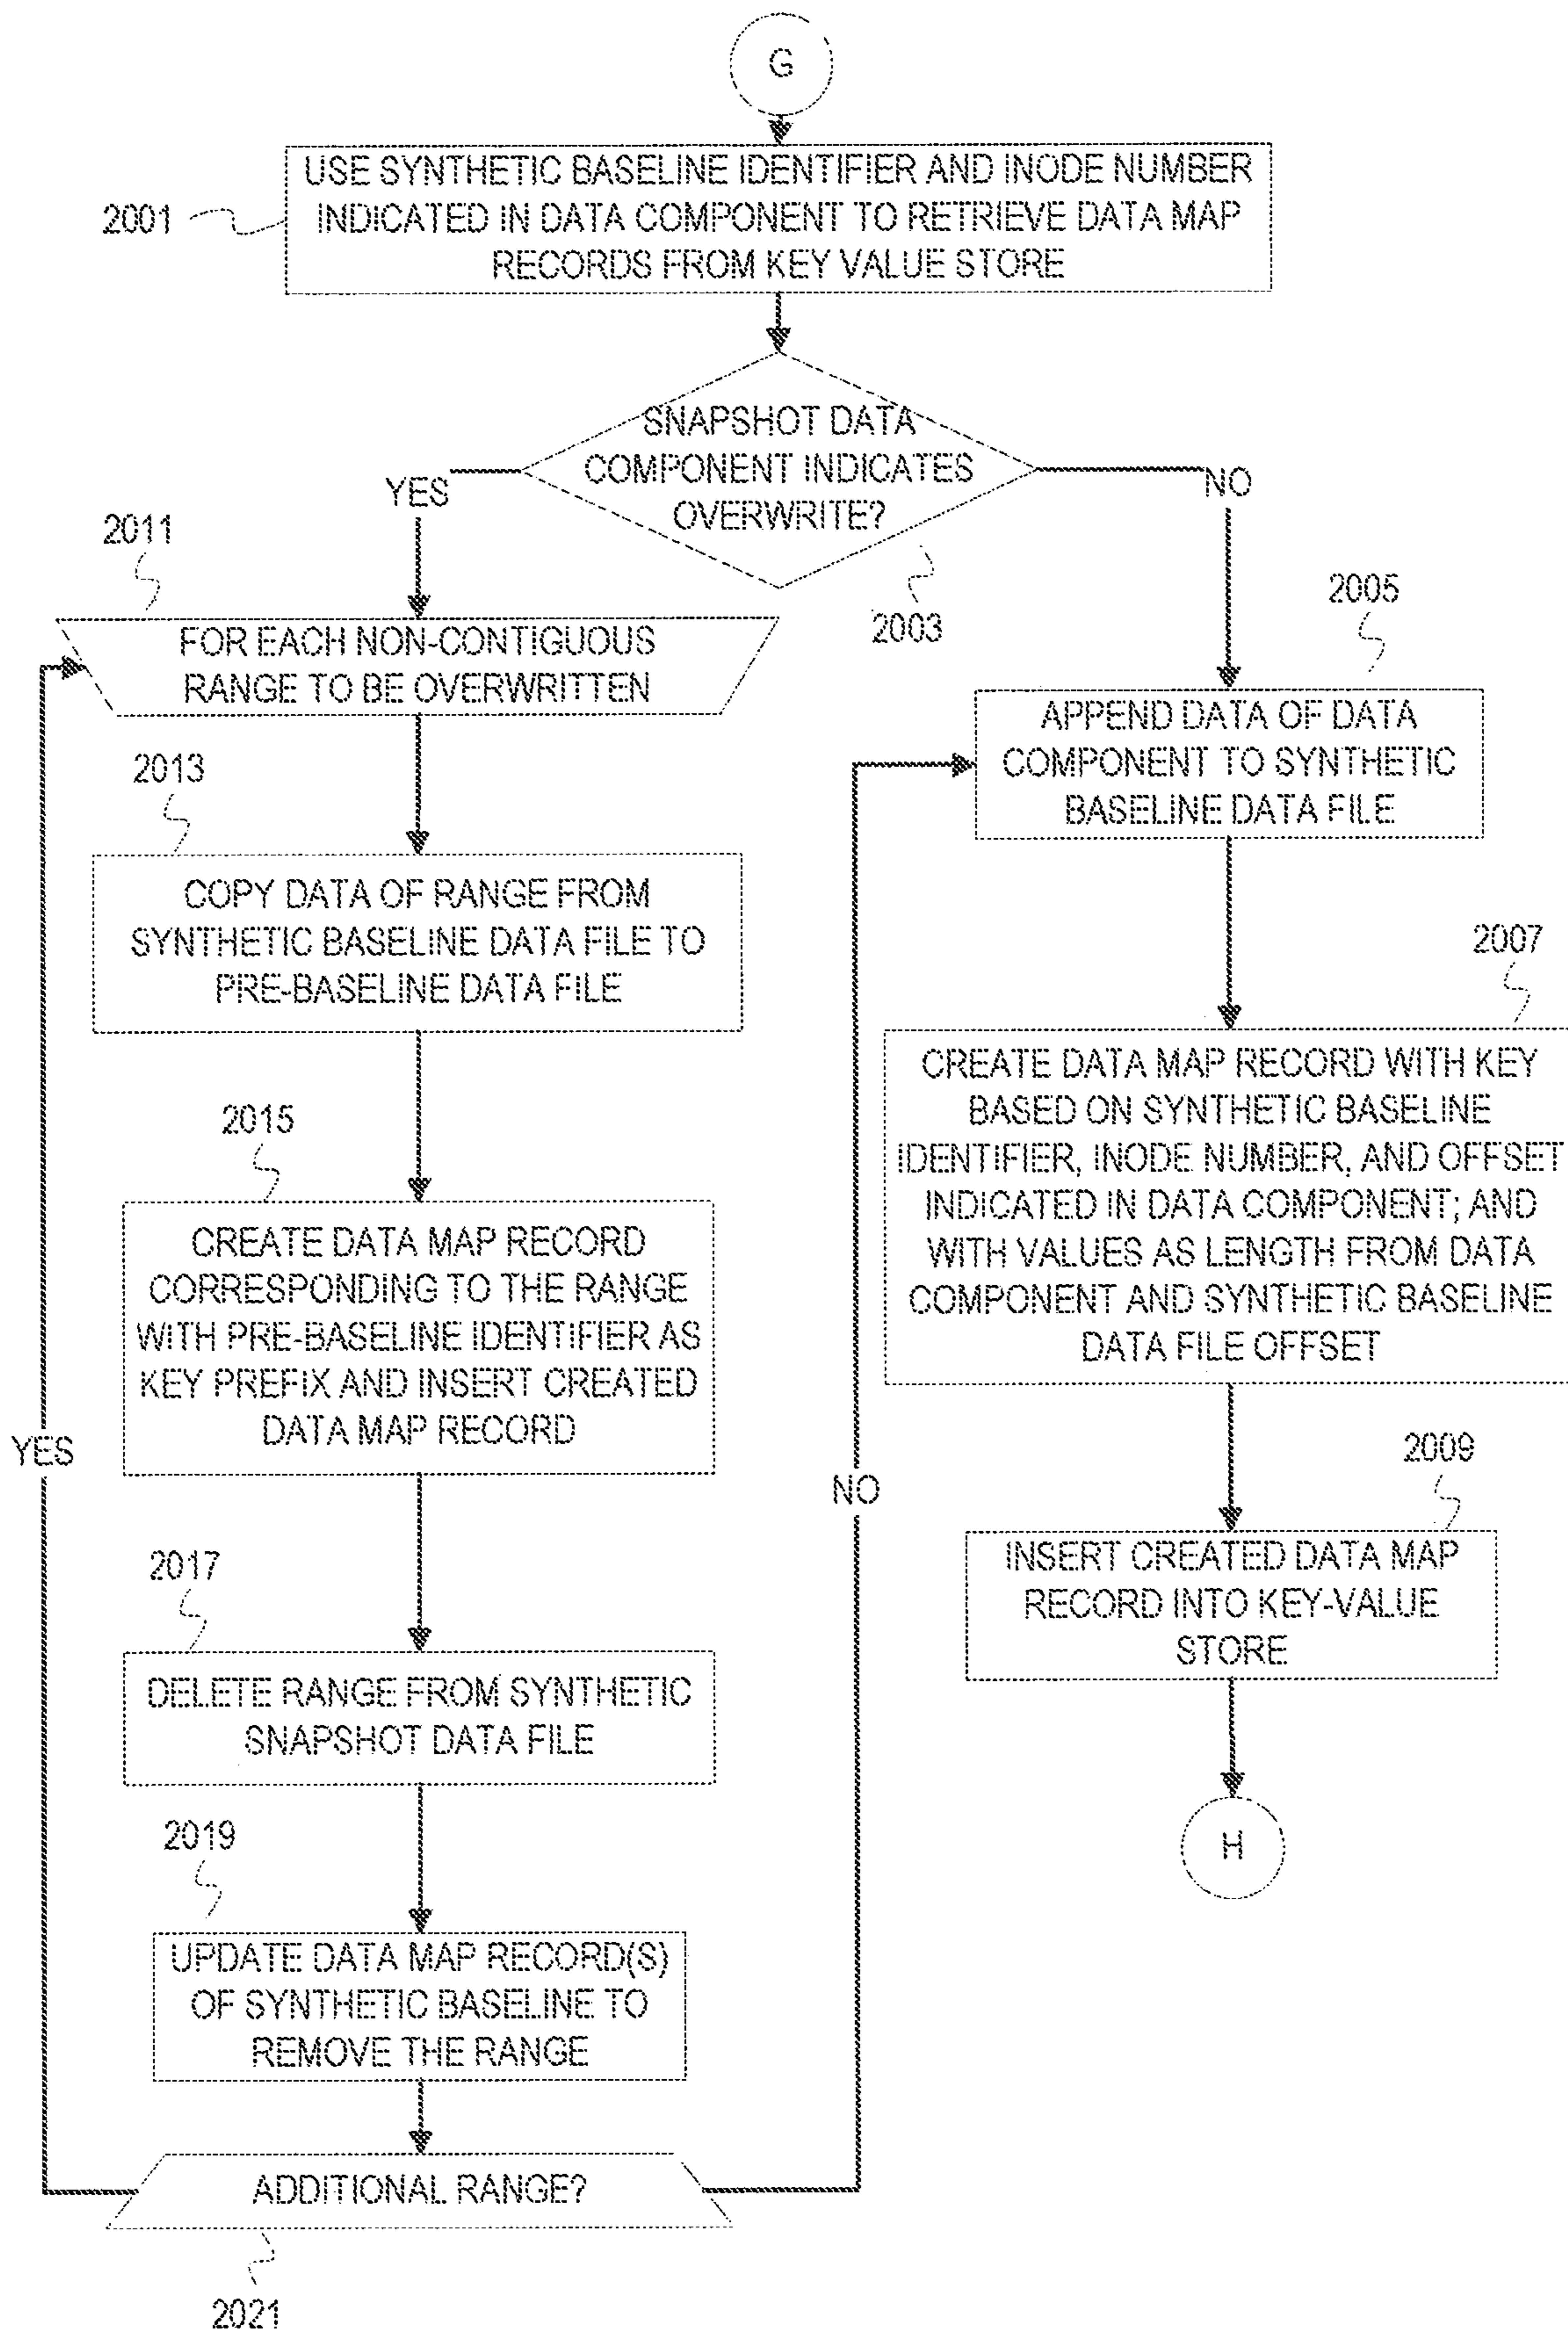 G
USE SYNTHETIC BASELINE IDENTIFIER AND INODE NUMBER
INDICATED IN DATA COMPONENT TO RETRIEVE DATA MAP
RECORDS FROM KEY VALUE STORE
2001
SNAPSHOT DATA
COMPONENT INDICATES
OVERWRITE?
YES
NO
2003
2011
FOR EACH NON-CONTIGUOUS
RANGE TO BE OVERWRITTEN
2013
COPY DATA OF RANGE FROM
SYNTHETIC BASELINE DATA FILE TO
PRE-BASELINE DATA FILE
2015
CREATE DATA MAP RECORD
CORRESPONDING TO THE RANGE
WITH PRE-BASELINE IDENTIFIER AS
KEY PREFIX AND INSERT CREATED
DATA MAP RECORD
YES
2017
DELETE RANGE FROM SYNTHETIC
SNAPSHOT DATA FILE
2019
UPDATE DATA MAP RECORD(S)
OF SYNTHETIC BASELINE TO
REMOVE THE RANGE
ADDITIONAL RANGE?
2021
NO
2005
APPEND DATA OF DATA
COMPONENT TO SYNTHETIC
BASELINE DATA FILE
2007
CREATE DATA MAP RECORD WITH KEY
BASED ON SYNTHETIC BASELINE
IDENTIFIER, INODE NUMBER, AND OFFSET
INDICATED IN DATA COMPONENT; AND
WITH VALUES AS LENGTH FROM DATA
COMPONENT AND SYNTHETIC BASELINE
DATA FILE OFFSET
2009
INSERT CREATED DATA MAP
RECORD INTO KEY-VALUE
STORE
H